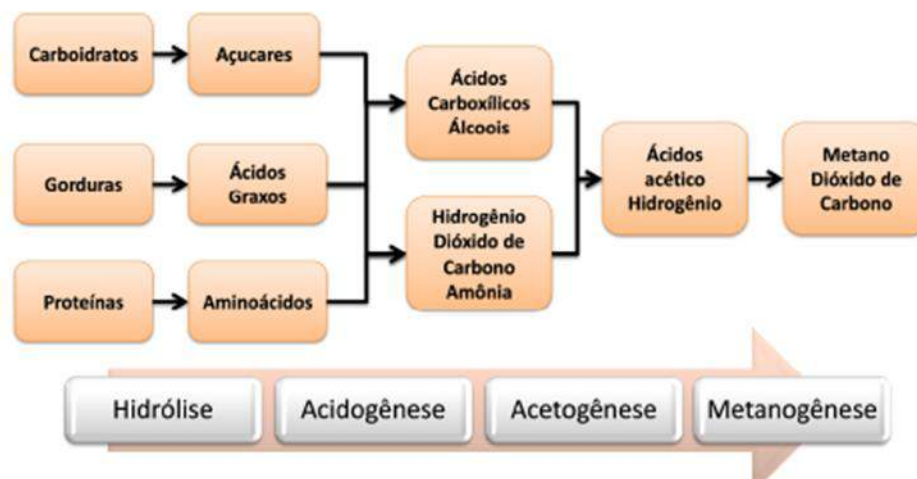 Carboidratos
Açucares
Gorduras
Ácidos
Graxos
Proteínas
Aminoácidos
Ácidos
Carboxílicos
Álcoois
Hidrogênio
Dióxido de
Carbono
Amônia
Ácidos
acético
Hidrogênio
Metano
Dióxido de
Carbono
Hidrólise
Acidogênese
Acetogênese
Metanogênese